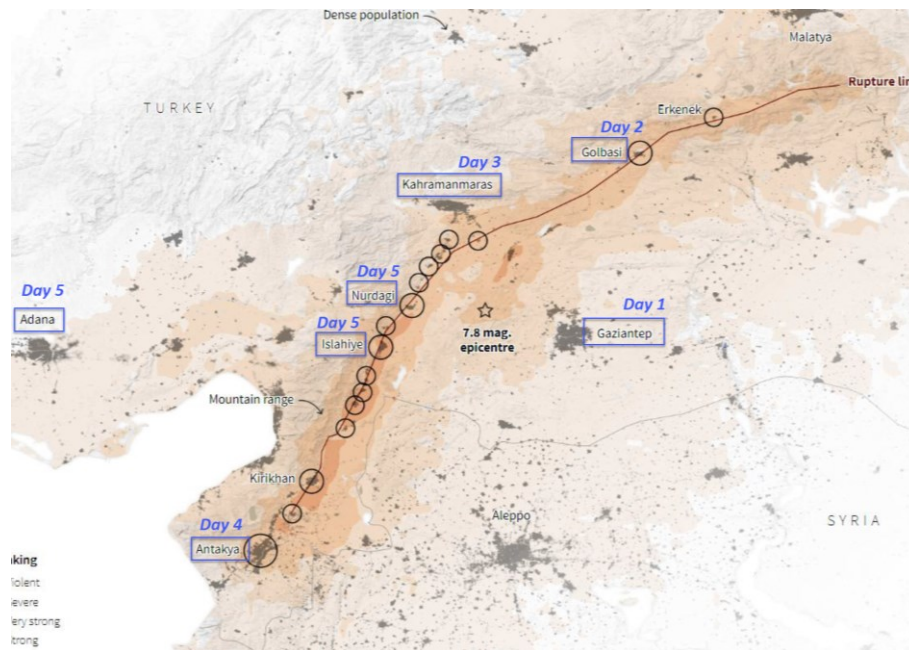 Dense population
Malatya
TURKEY
Rupture lin
Erkenek
Day 2
Golbasi
Day 3
Kahramanmaras
Day 5
Nurdagi
Day 5
Adana
Day 5
Islahiye
Day 1
Gaziantep
7.8 mag.
epicentre
Mountain range
Kirikhan
Aleppo
SYRIA
Day 4
Antakya
aking
iolent
evere
ery strong
trong